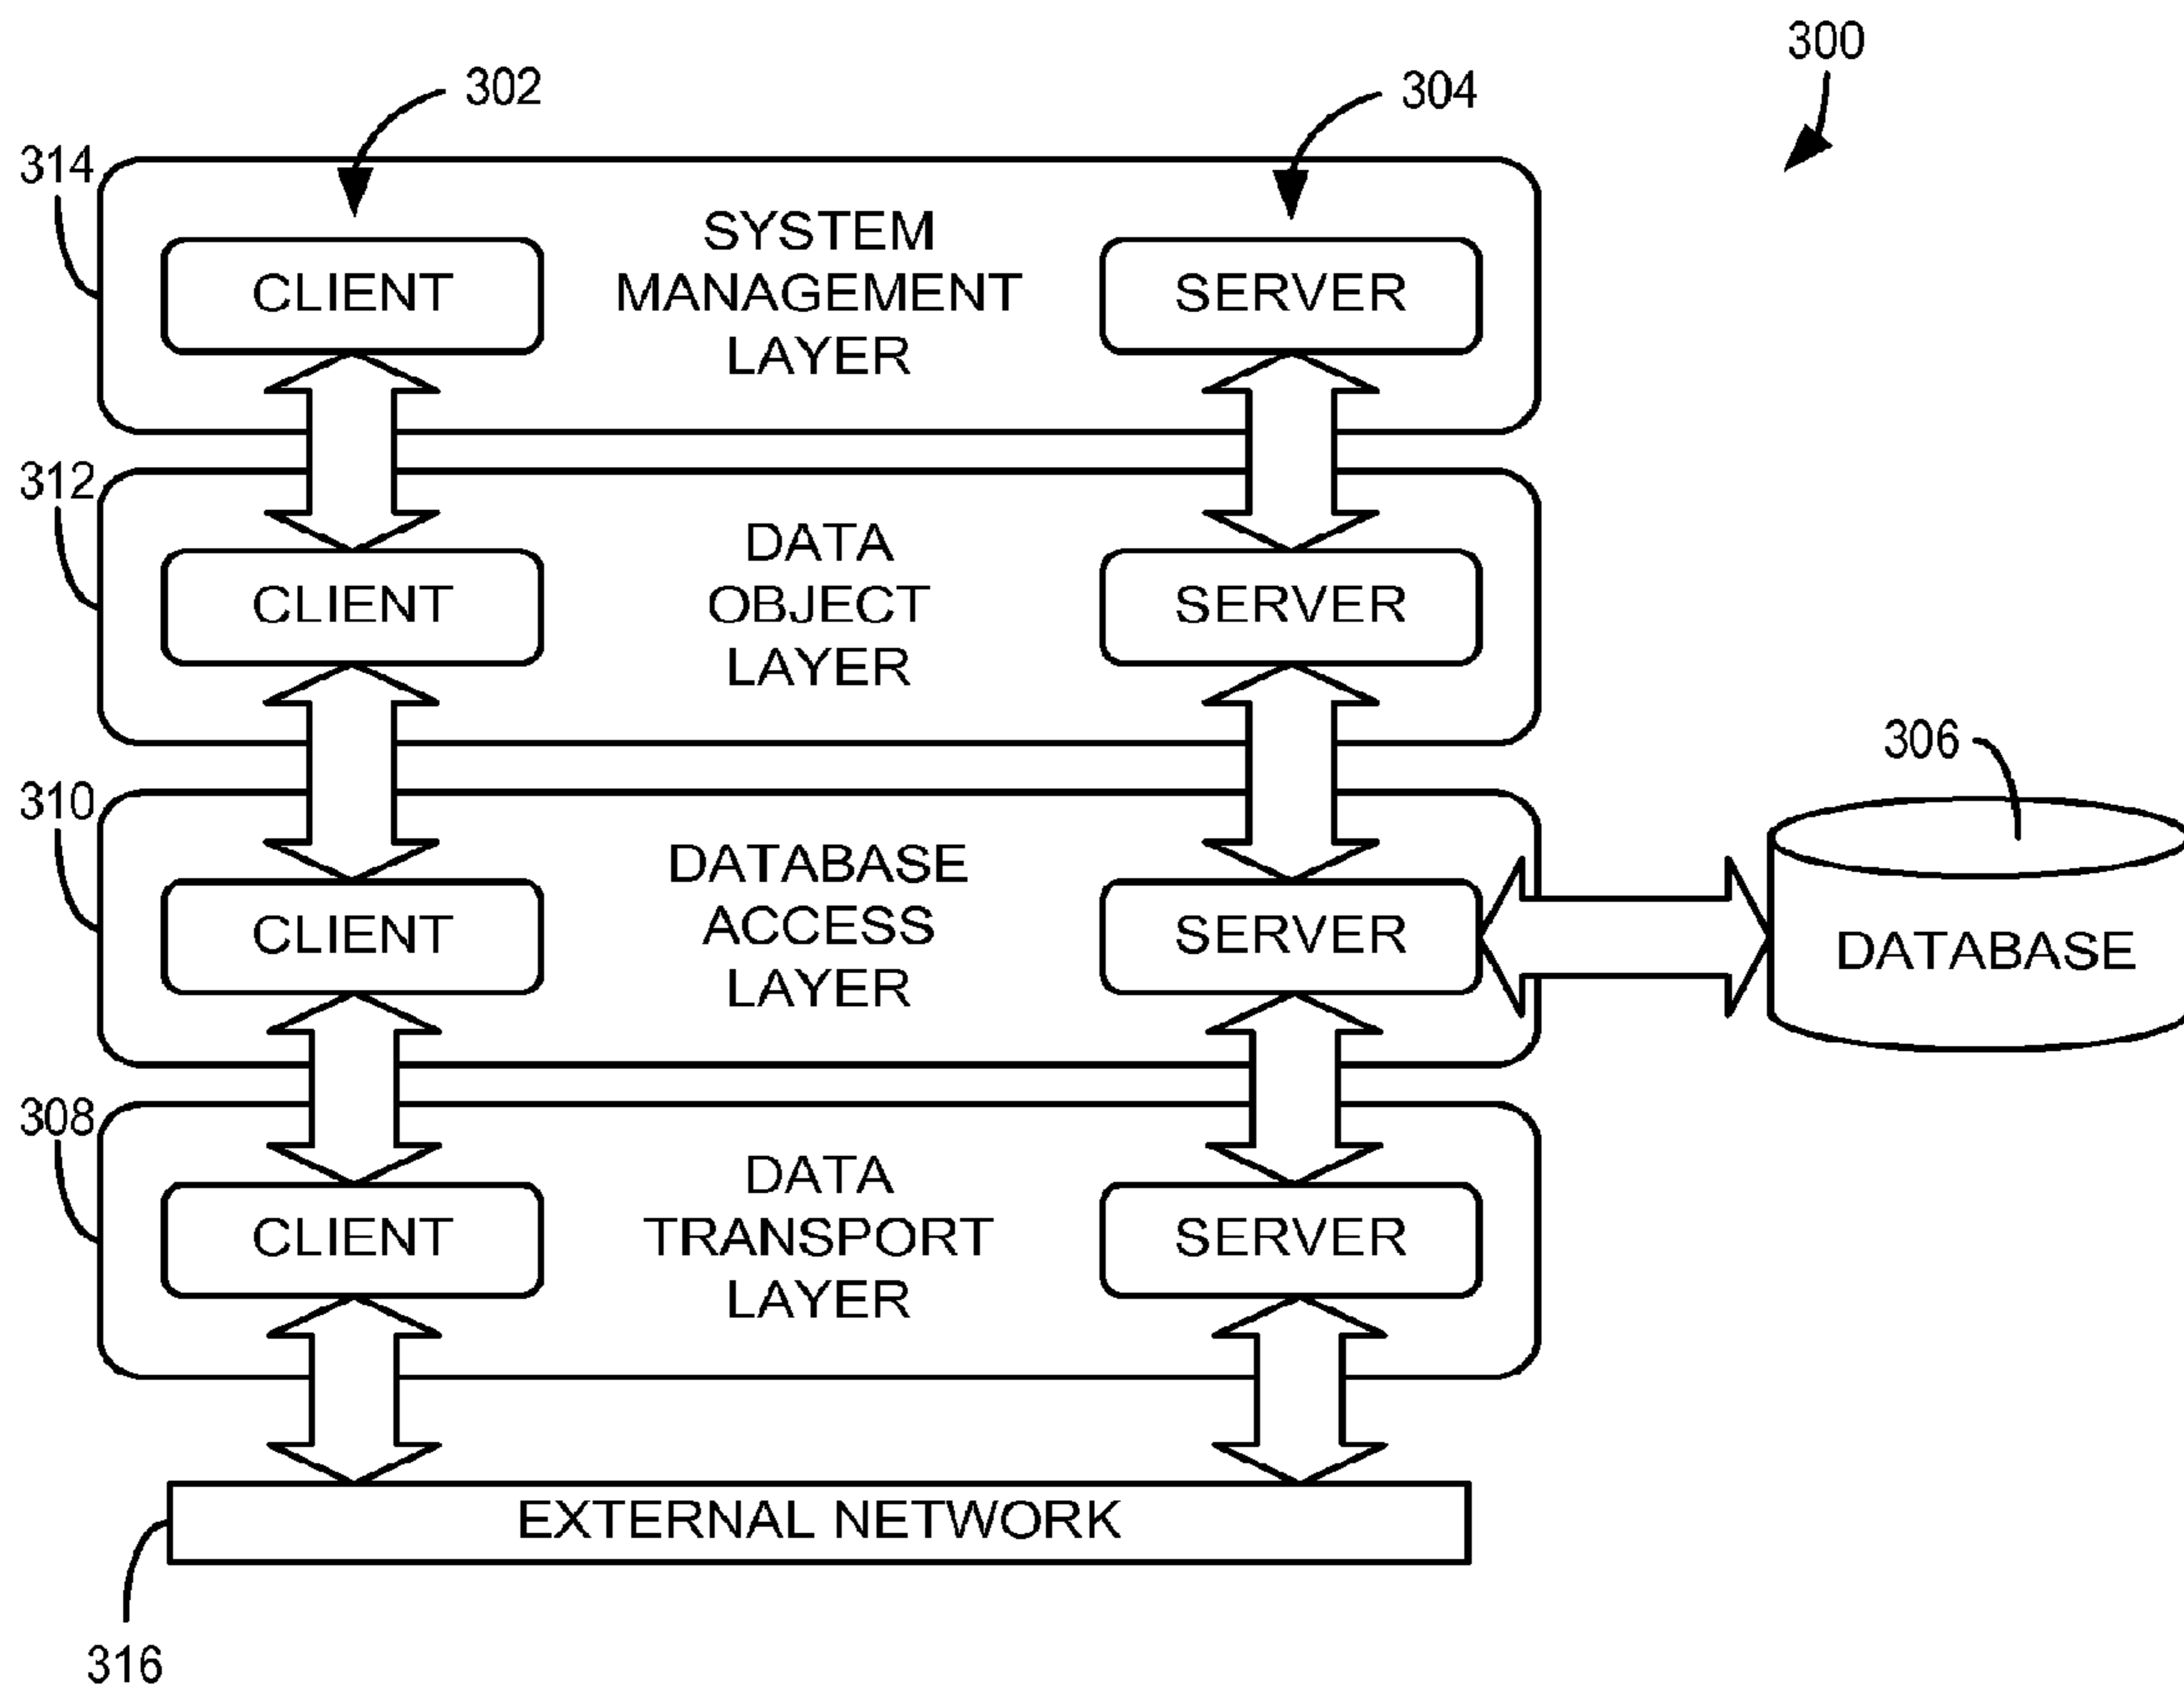 300
302
304
314
CLIENT
SYSTEM
MANAGEMENT
LAYER
SERVER
312
CLIENT
DATA
OBJECT
LAYER
SERVER
306
310
CLIENT
DATABASE
ACCESS
LAYER
SERVER
DATABASE
308
CLIENT
DATA
TRANSPORT
LAYER
SERVER
EXTERNAL NETWORK
316